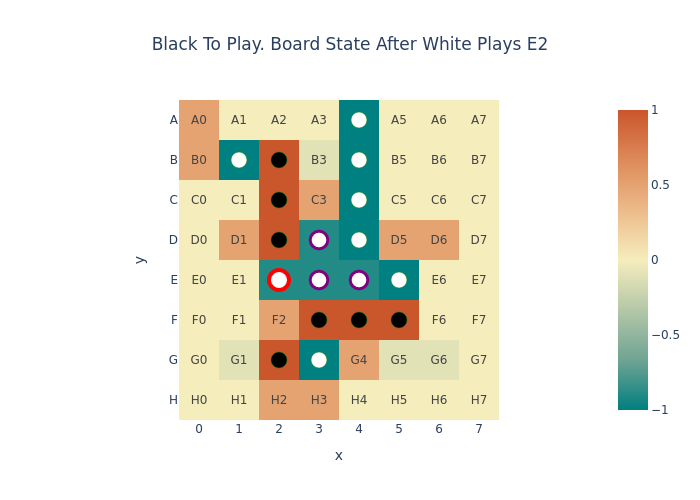 Black To Play. Board State After White Plays E2
A A0 A1 A2 A3 A5 A6 A7 1
B B0 B3 B5 B6 B7 0.5
C C0 C1 C3 C5 C6 C7
D D0 D1 D5 D6 D7
y E E0 E1 E6 E7 0
F F0 F1 F2 F6 F7 −0.5
G G0 G1 G4 G5 G6 G7
H H0 H1 H2 H3 H4 H5 H6 H7 −1
0 1 2 3 4 5 6 7
x